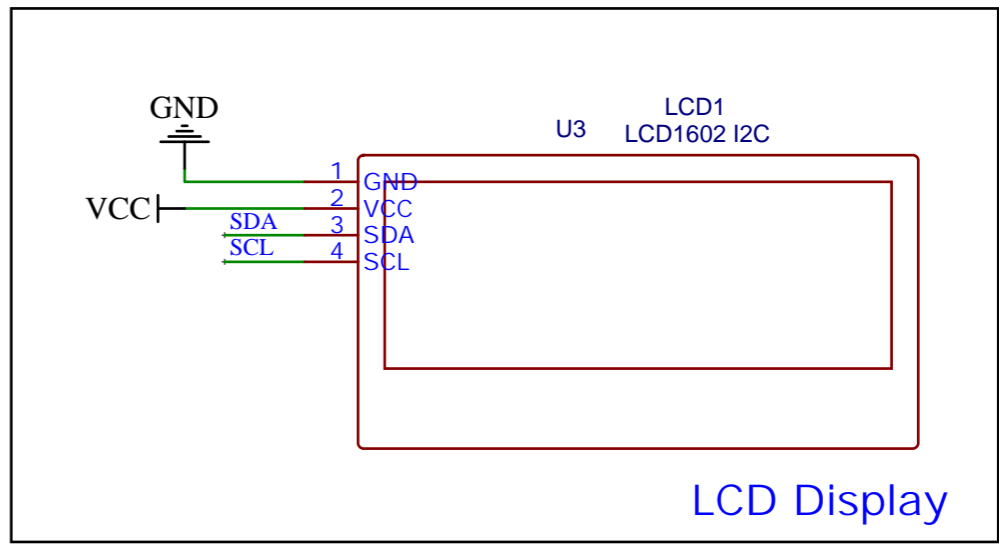 LCD1
U3 LCD1602 I2C
GND
1 GND
VCC 2 VCC
SDA 3 SDA
SCL 4 SCL
LCD Display